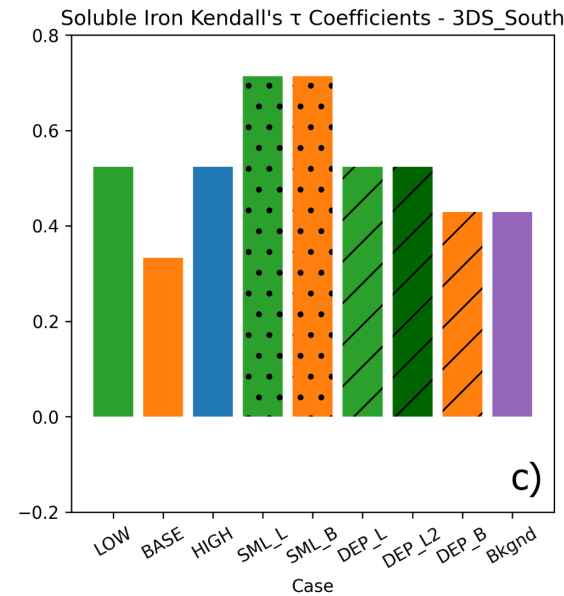 Soluble Iron Kendall's τ Coefficients - 3DS_South
0.8
0.6
0.4
0.2
0.0
−0.2
c)
LOW
BASE
HIGH
SML_L
SML_B
DEP_L
DEP_L2
DEP_B
Bkgnd
Case